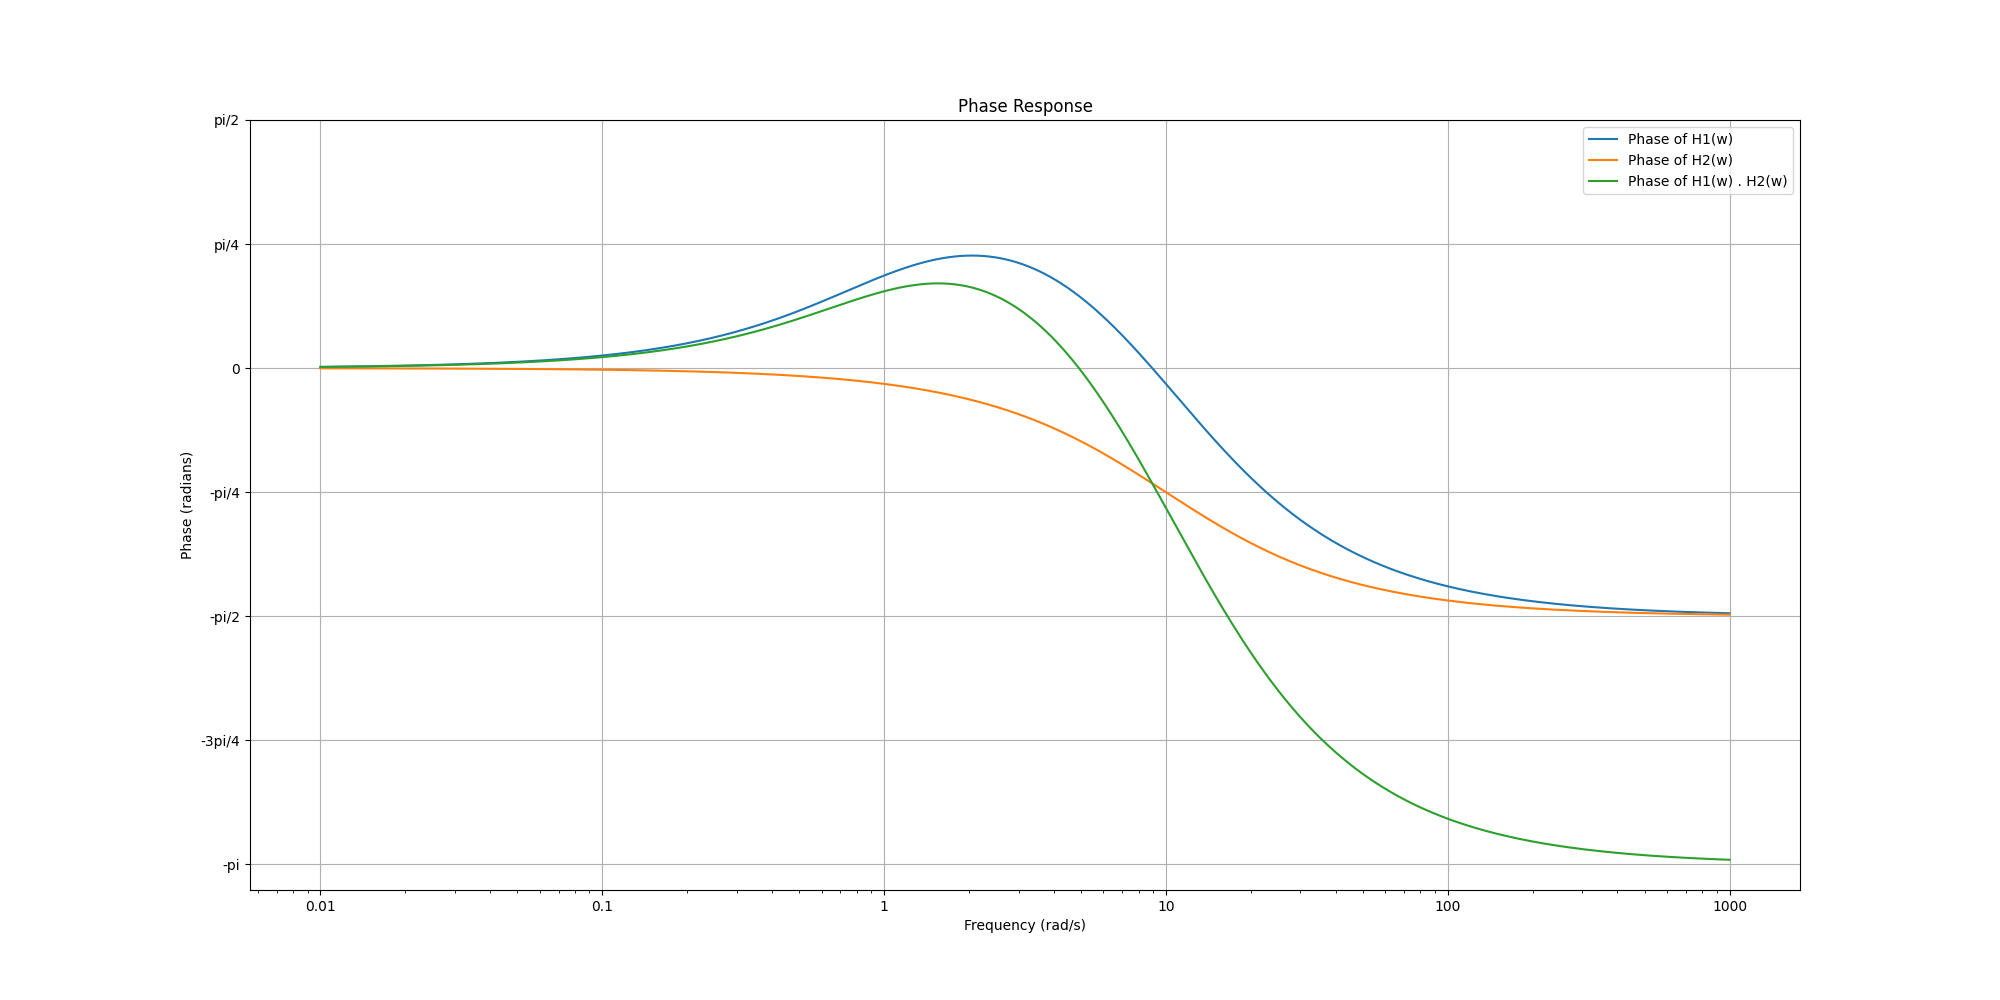 Phase Response
pi/2
pi/4
0
-pi/4
-pi/2
-3pi/4
-pi
Phase (radians)
Phase of H1(w)
Phase of H2(w)
Phase of H1(w) . H2(w)
0.01
0.1
1
10
100
1000
Frequency (rad/s)